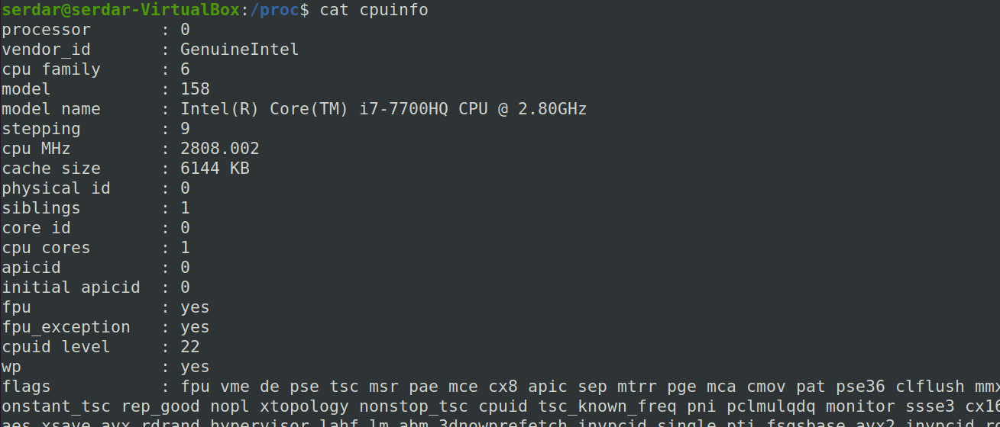 serdar@serdar-VirtualBox:/proc$ cat cpuinfo
processor : 0
vendor_id : GenuineIntel
cpu family : 6
model : 158
model name : Intel(R) Core(TM) i7-7700HQ CPU @ 2.80GHz
stepping : 9
cpu MHz : 2808.002
cache size : 6144 KB
physical id : 0
siblings : 1
core id : 0
cpu cores : 1
apicid : 0
initial apicid : 0
fpu : yes
fpu_exception : yes
cpuid level : 22
wp : yes
flags : fpu vme de pse tsc msr pae mce cx8 apic sep mtrr pge mca cmov pat pse36 clflush mmx
onstant_tsc rep_good nopl xtopology nonstop_tsc cpuid tsc_known_freq pni pclmulqdq monitor ssse3 cx16
aes xsave avx rdrand hypervisor lahf_lm abm 3dnowprefetch invpcid_single pti fsgsbase avx2 invpcid